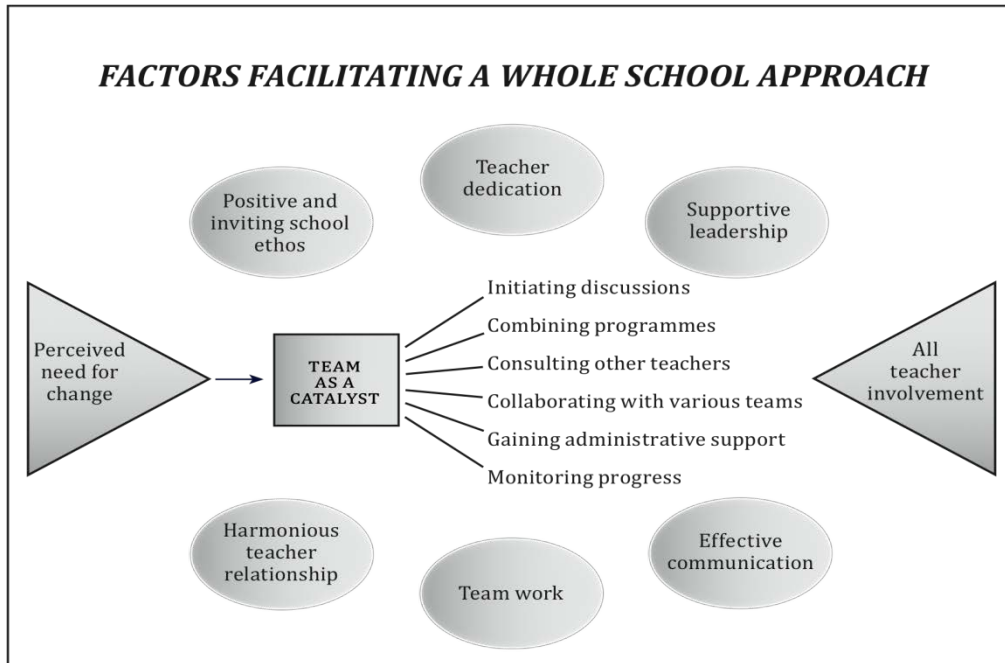 FACTORS FACILITATING A WHOLE SCHOOL APPROACH
Teacher
dedication
Positive and
inviting school
ethos
Supportive
leadership
Perceived
need for
change
TEAM
AS A
CATALYST
Initiating discussions
Combining programmes
Consulting other teachers
Collaborating with various teams
Gaining administrative support
Monitoring progress
All
teacher
involvement
Harmonious
teacher
relationship
Team work
Effective
communication